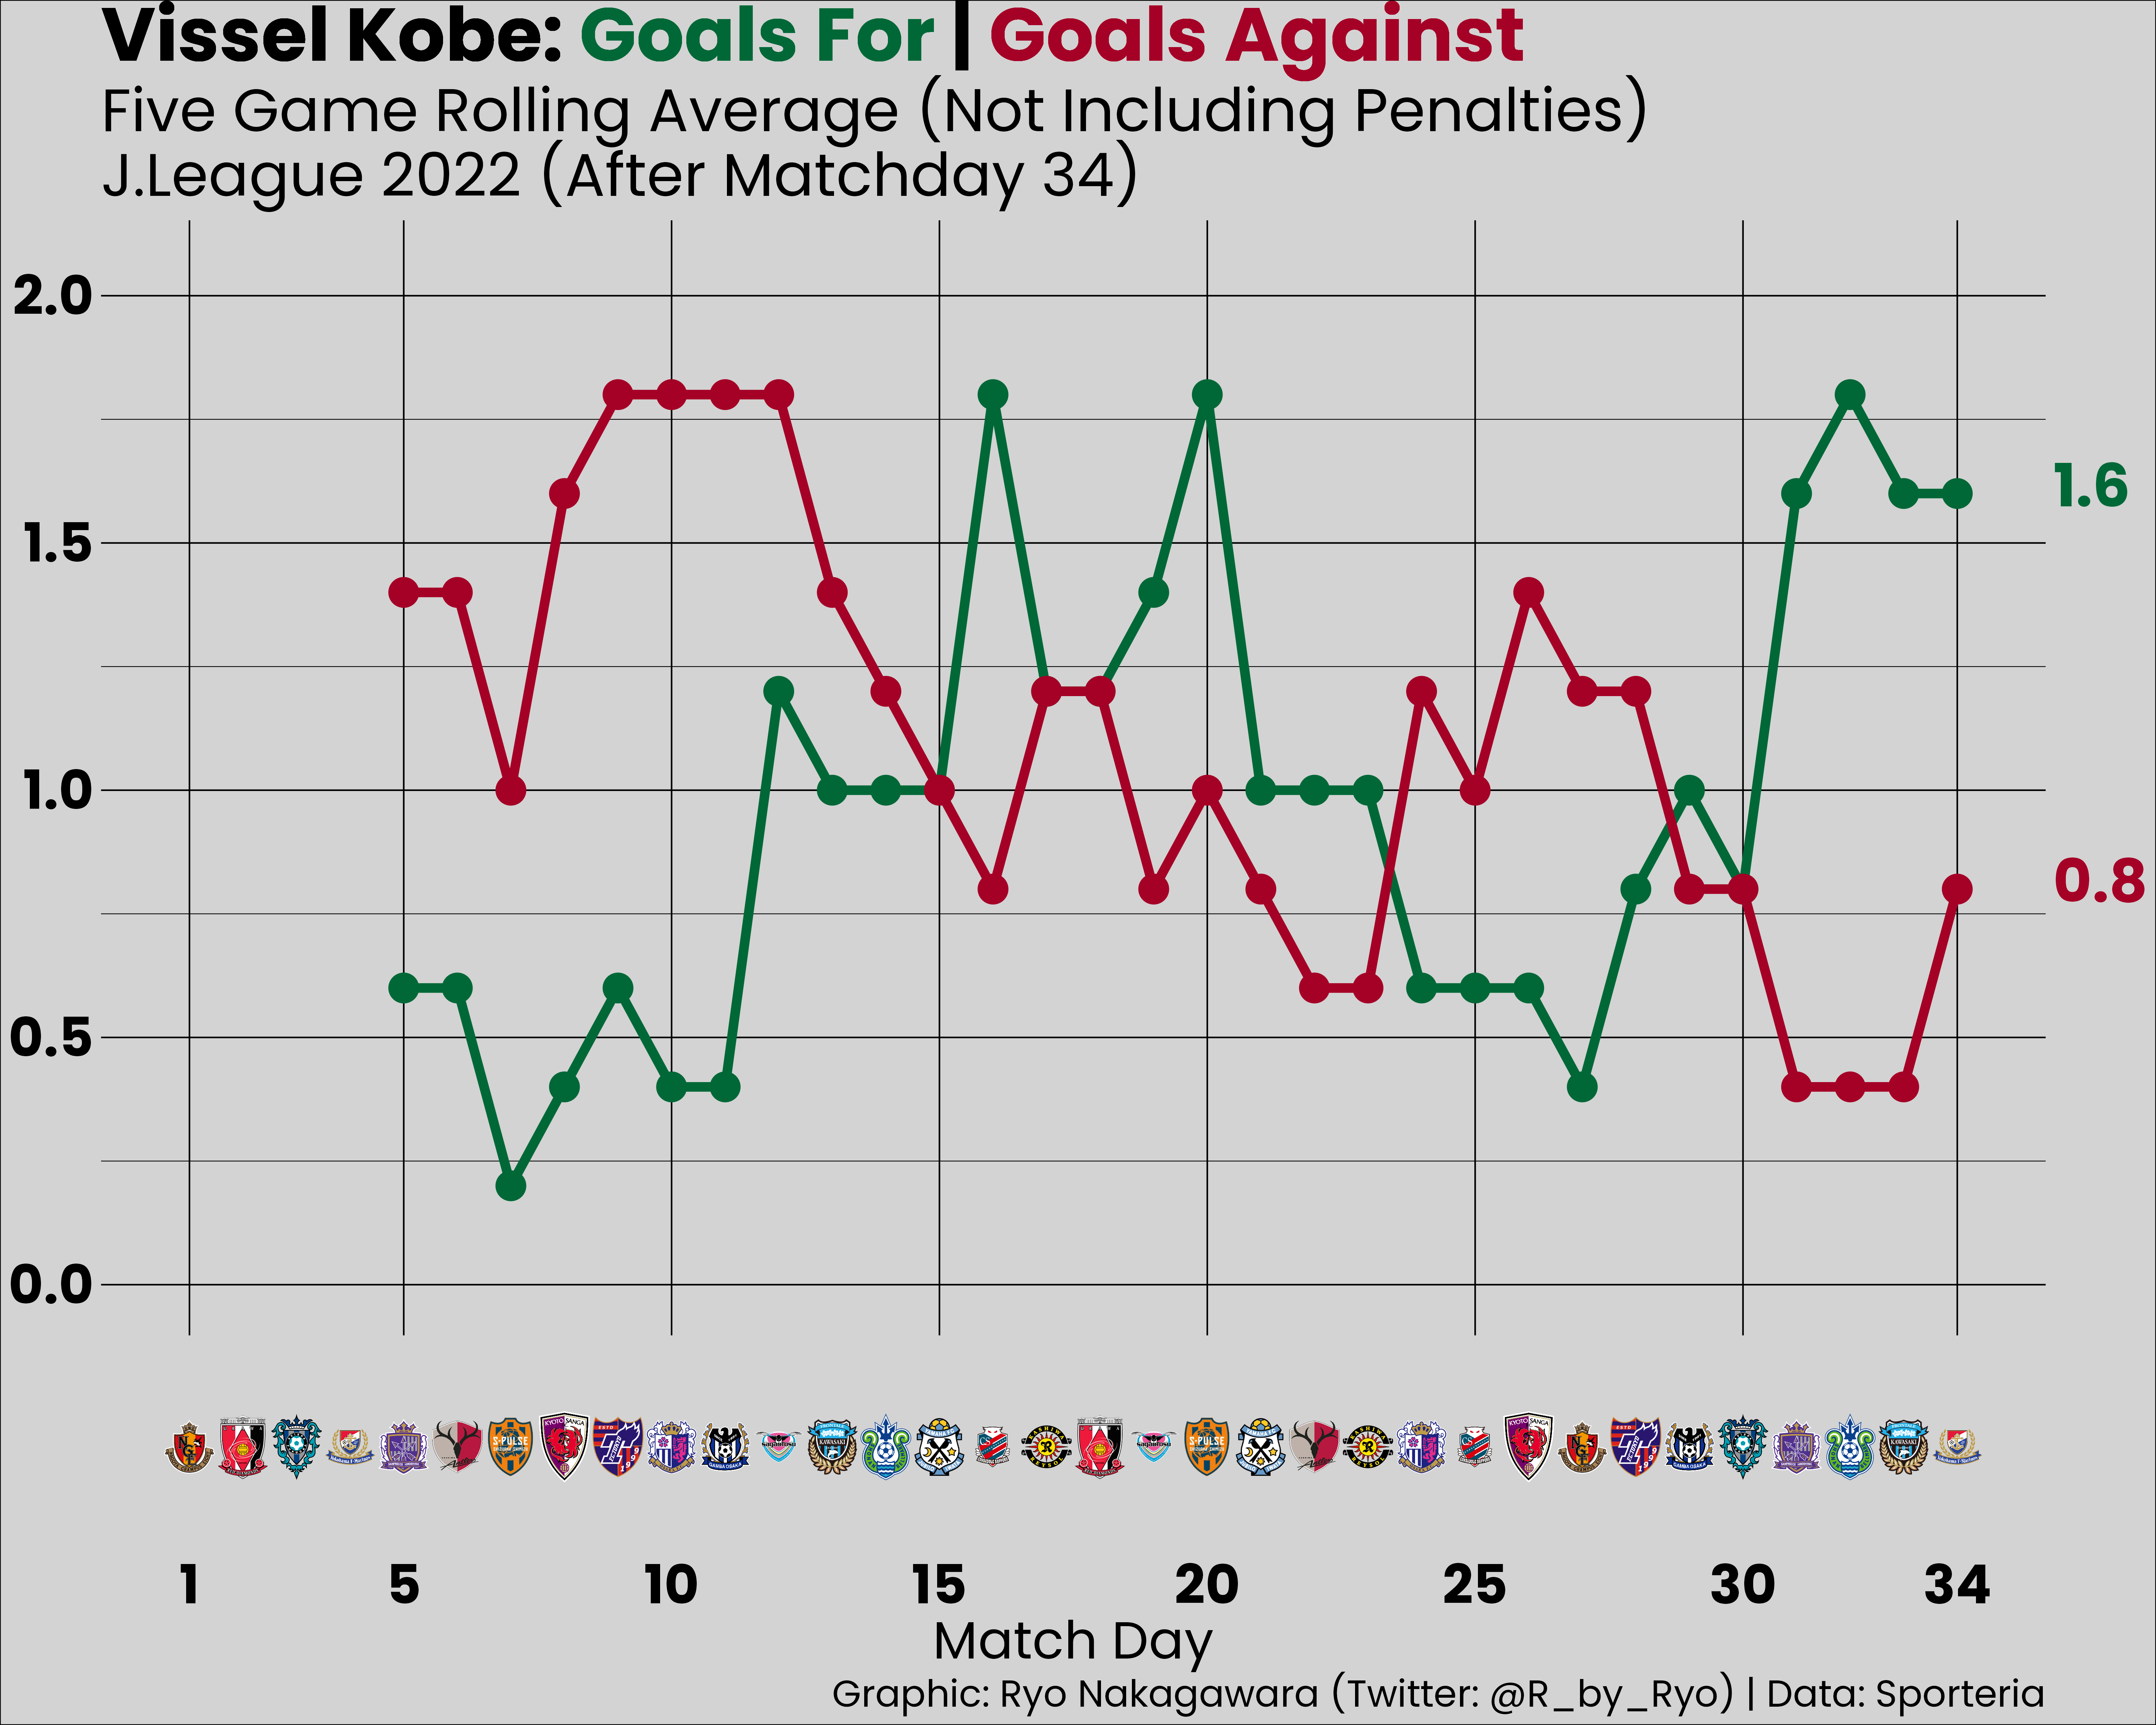 Vissel Kobe: Goals For | Goals Against
Five Game Rolling Average (Not Including Penalties)
J.League 2022 (After Matchday 34)
2.0
1.5
1.0
0.5
0.0
1.6
0.8
1 5 10 15 20 25 30 34
Match Day
Graphic: Ryo Nakagawara (Twitter: @R_by_Ryo) | Data: Sporteria